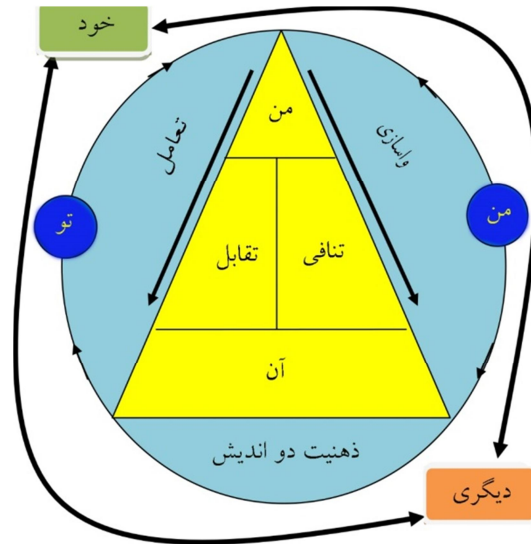 خود
من
تعامل
واسازی
تو
من
تقابل
تنافی
آن
ذهنیت دو اندیش
دیگری